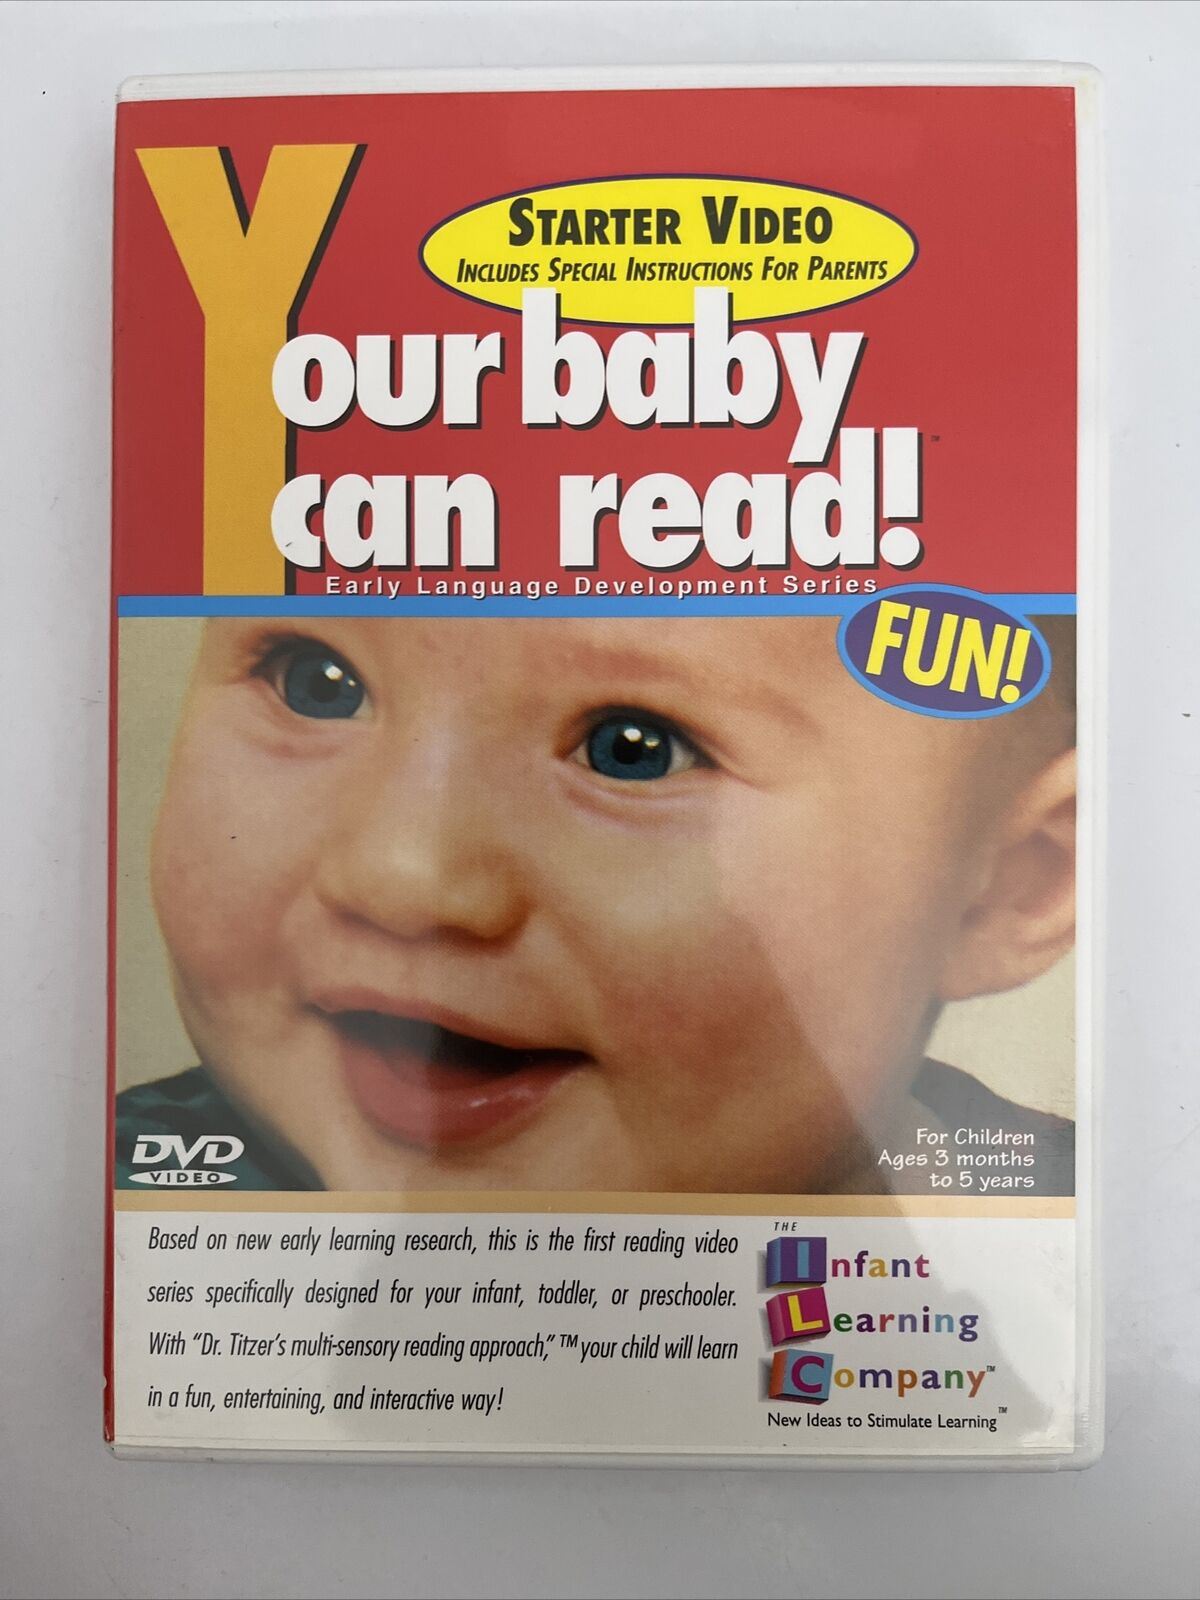 STARTER VIDEO
INCLUDES SPECIAL INSTRUCTIONS FOR PARENTS
Your baby
can read!™
Early Language Development Series
FUN!
DVD
VIDEO
For Children
Ages 3 months
to 5 years
Based on new early learning research, this is the first reading video
series specifically designed for your infant, toddler, or preschooler.
With “Dr. Titzer’s multi-sensory reading approach,”™ your child will learn
in a fun, entertaining, and interactive way!
THE
Infant
Learning
Company™
New Ideas to Stimulate Learning™